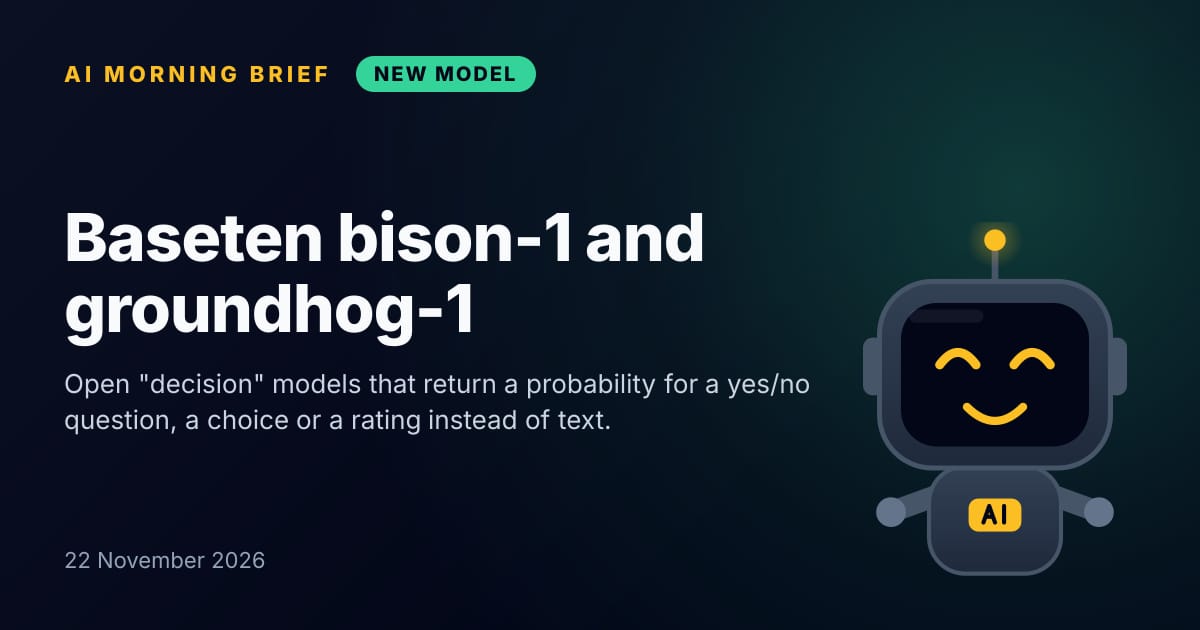 AI MORNING BRIEF
NEW MODEL
Baseten bison-1 and
groundhog-1
Open "decision" models that return a probability for a yes/no
question, a choice or a rating instead of text.
22 November 2026
AI